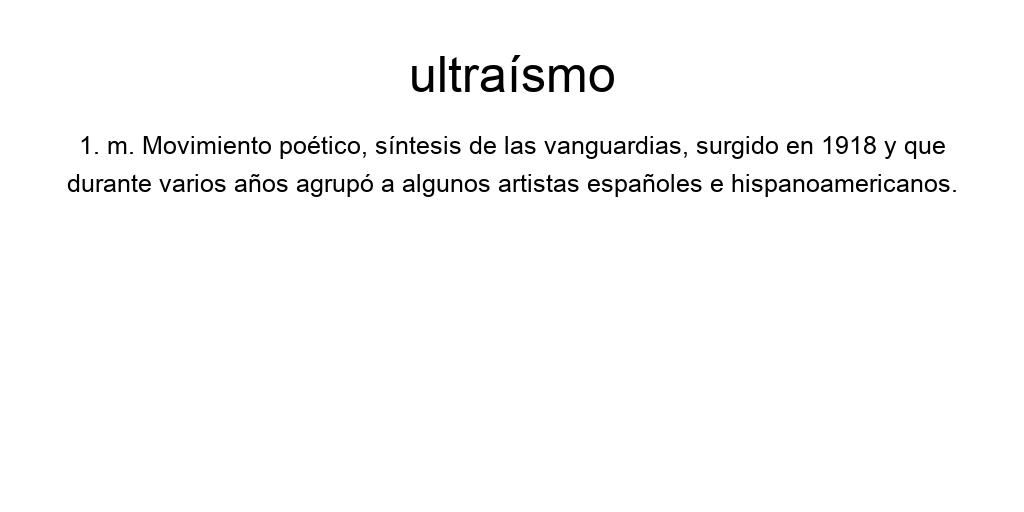 ultraísmo
1. m. Movimiento poético, síntesis de las vanguardias, surgido en 1918 y que
durante varios años agrupó a algunos artistas españoles e hispanoamericanos.